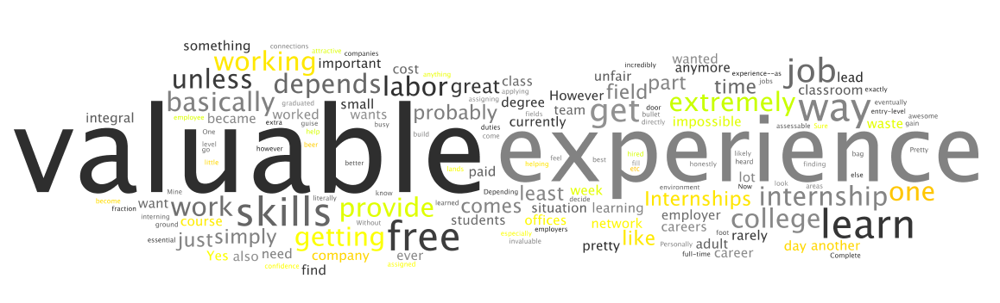 something connections attractive companies
working important cost anything
unless depends labor great class
basically small wants probably applying assigning degree
integral employer became graduated worked extra guise busy duties currently
valuable experience
One level go little help beer however build come better
Mine literally know lands paid Depending
become fraction want work skills provide learned comes students
interning ground course Without
essential just simply getting free
Yes also need company ever
confidence find assigned
incredibly wanted anymore experience--as jobs job lead
unfair field part time classroom exactly
However team get door bullet directly extremely impossible way eventually entry-level awesome
fields assessable Sure waste gain
helping feel best hired fill etc honestly likely heard finding bag else Pretty
least week decide environment lot Now look areas
situation learning Internships internship one
offices especially employers invaluable network employer careers college learn
pretty like Personally foot rarely adult
full-time career day another Complete